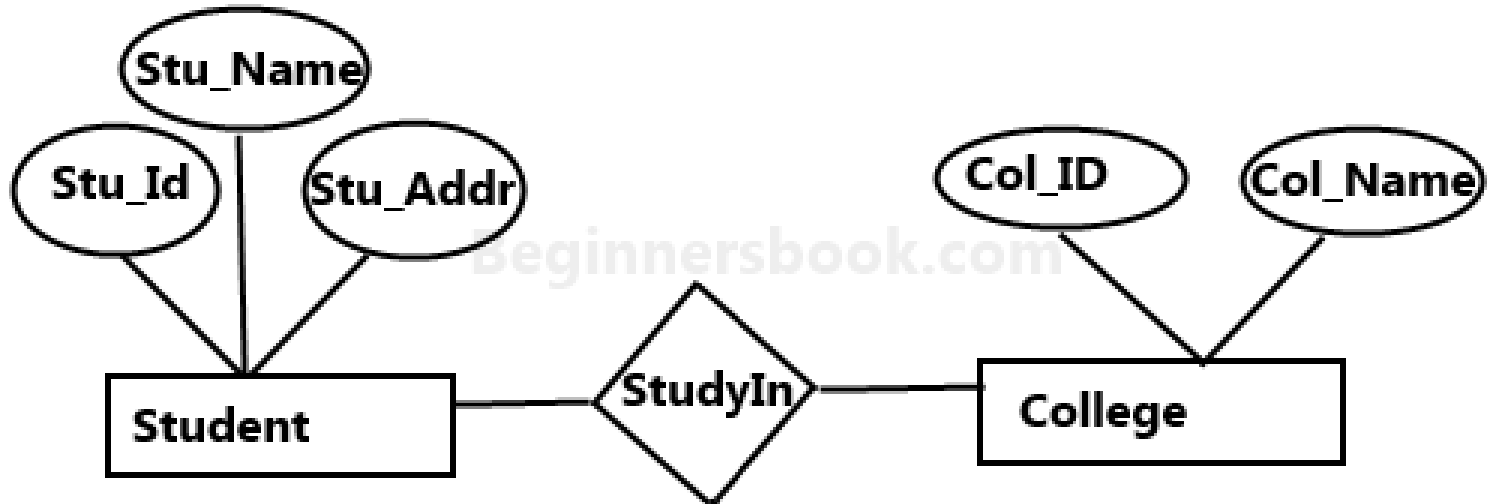 Stu_Name
Stu_Id
Stu_Addr
Col_ID
Col_Name
Beginnersbook.com
StudyIn
Student
College